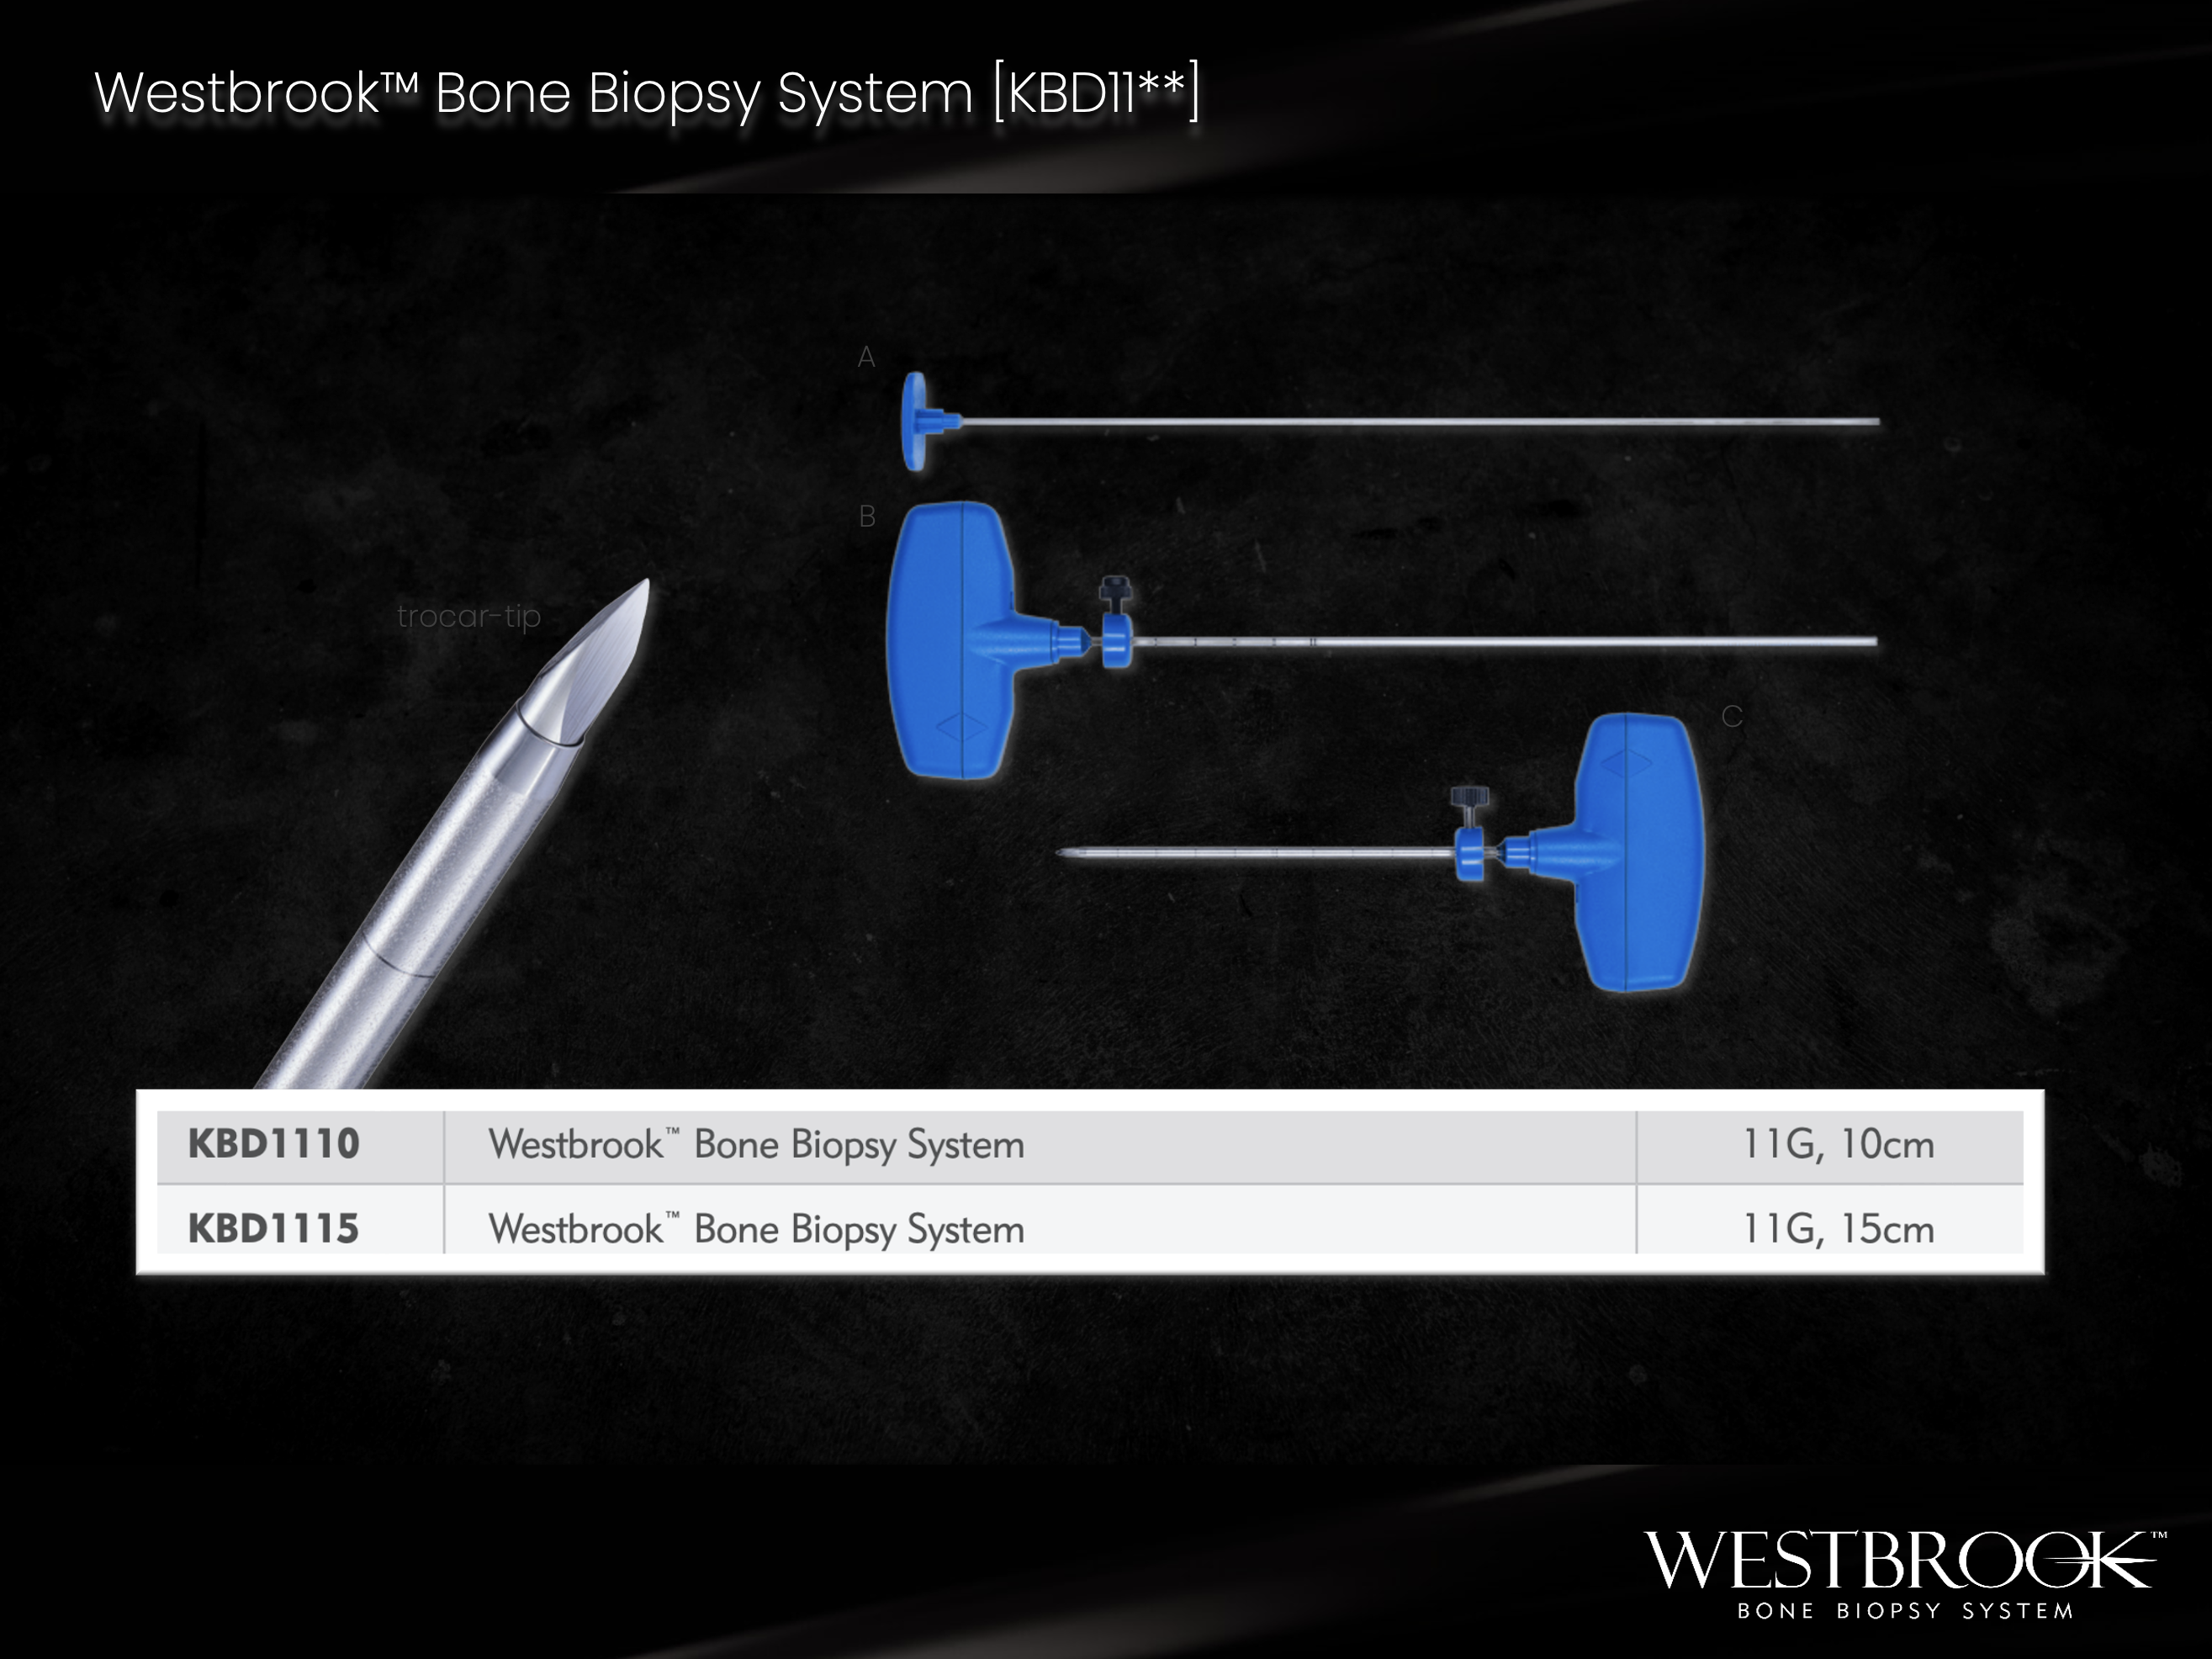 Westbrook™ Bone Biopsy System [KBD11**]
A
B
trocar-tip
C
KBD1110 Westbrook™ Bone Biopsy System 11G, 10cm
KBD1115 Westbrook™ Bone Biopsy System 11G, 15cm
WESTBROOK™
BONE BIOPSY SYSTEM